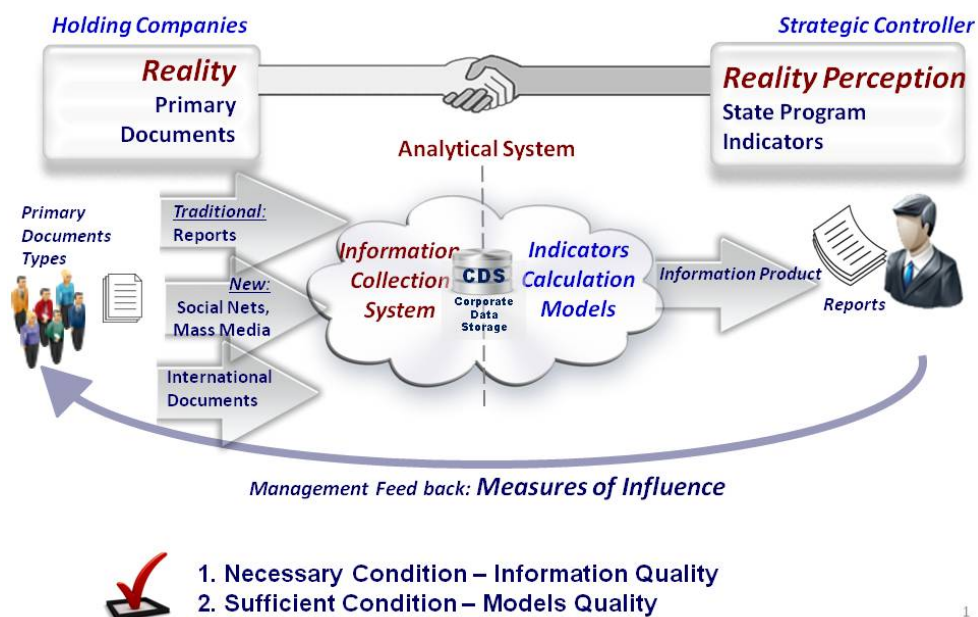 Holding Companies
Strategic Controller
Reality
Primary
Documents
Reality Perception
State Program
Indicators
Analytical System
Primary
Documents
Types
Traditional:
Reports
New:
Social Nets,
Mass Media
International
Documents
Information
Collection
System
CDS
Corporate
Data
Storage
Indicators
Calculation
Models
Information Product
Reports
Management Feed back: Measures of Influence
1. Necessary Condition – Information Quality
2. Sufficient Condition – Models Quality
1